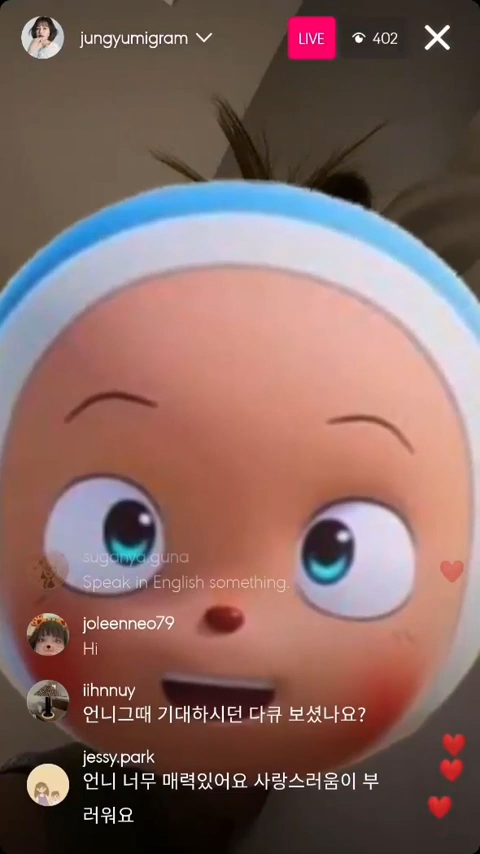 jungyumigram
LIVE
402
suganya.guna
Speak in English something.
joleenneo79
Hi
iihnnuy
언니그때 기대하시던 다큐 보셨나요?
jessy.park
언니 너무 매력있어요 사랑스러움이 부
러워요